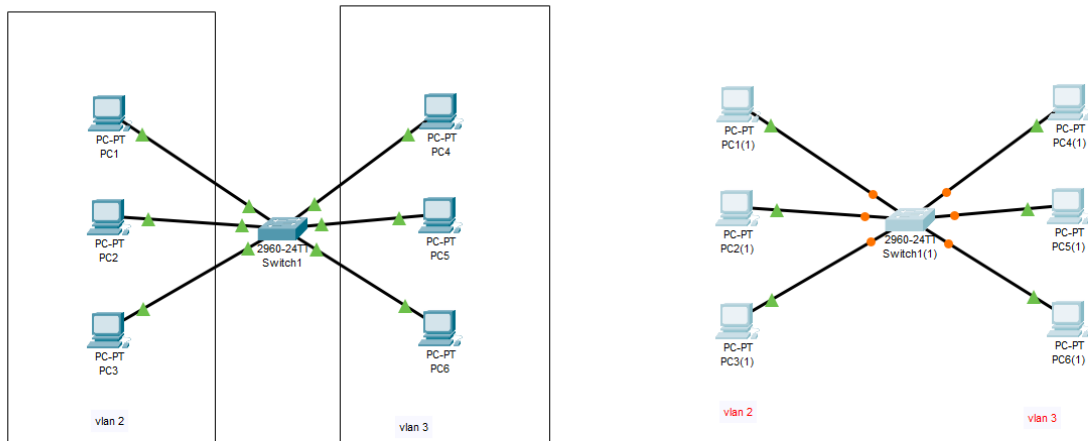 PC-PT
PC1
PC-PT
PC2
PC-PT
PC3
vlan 2
2960-24TT
Switch1
PC-PT
PC4
PC-PT
PC5
PC-PT
PC6
vlan 3
PC-PT
PC1(1)
PC-PT
PC2(1)
PC-PT
PC3(1)
vlan 2
2960-24TT
Switch1(1)
PC-PT
PC4(1)
PC-PT
PC5(1)
PC-PT
PC6(1)
vlan 3